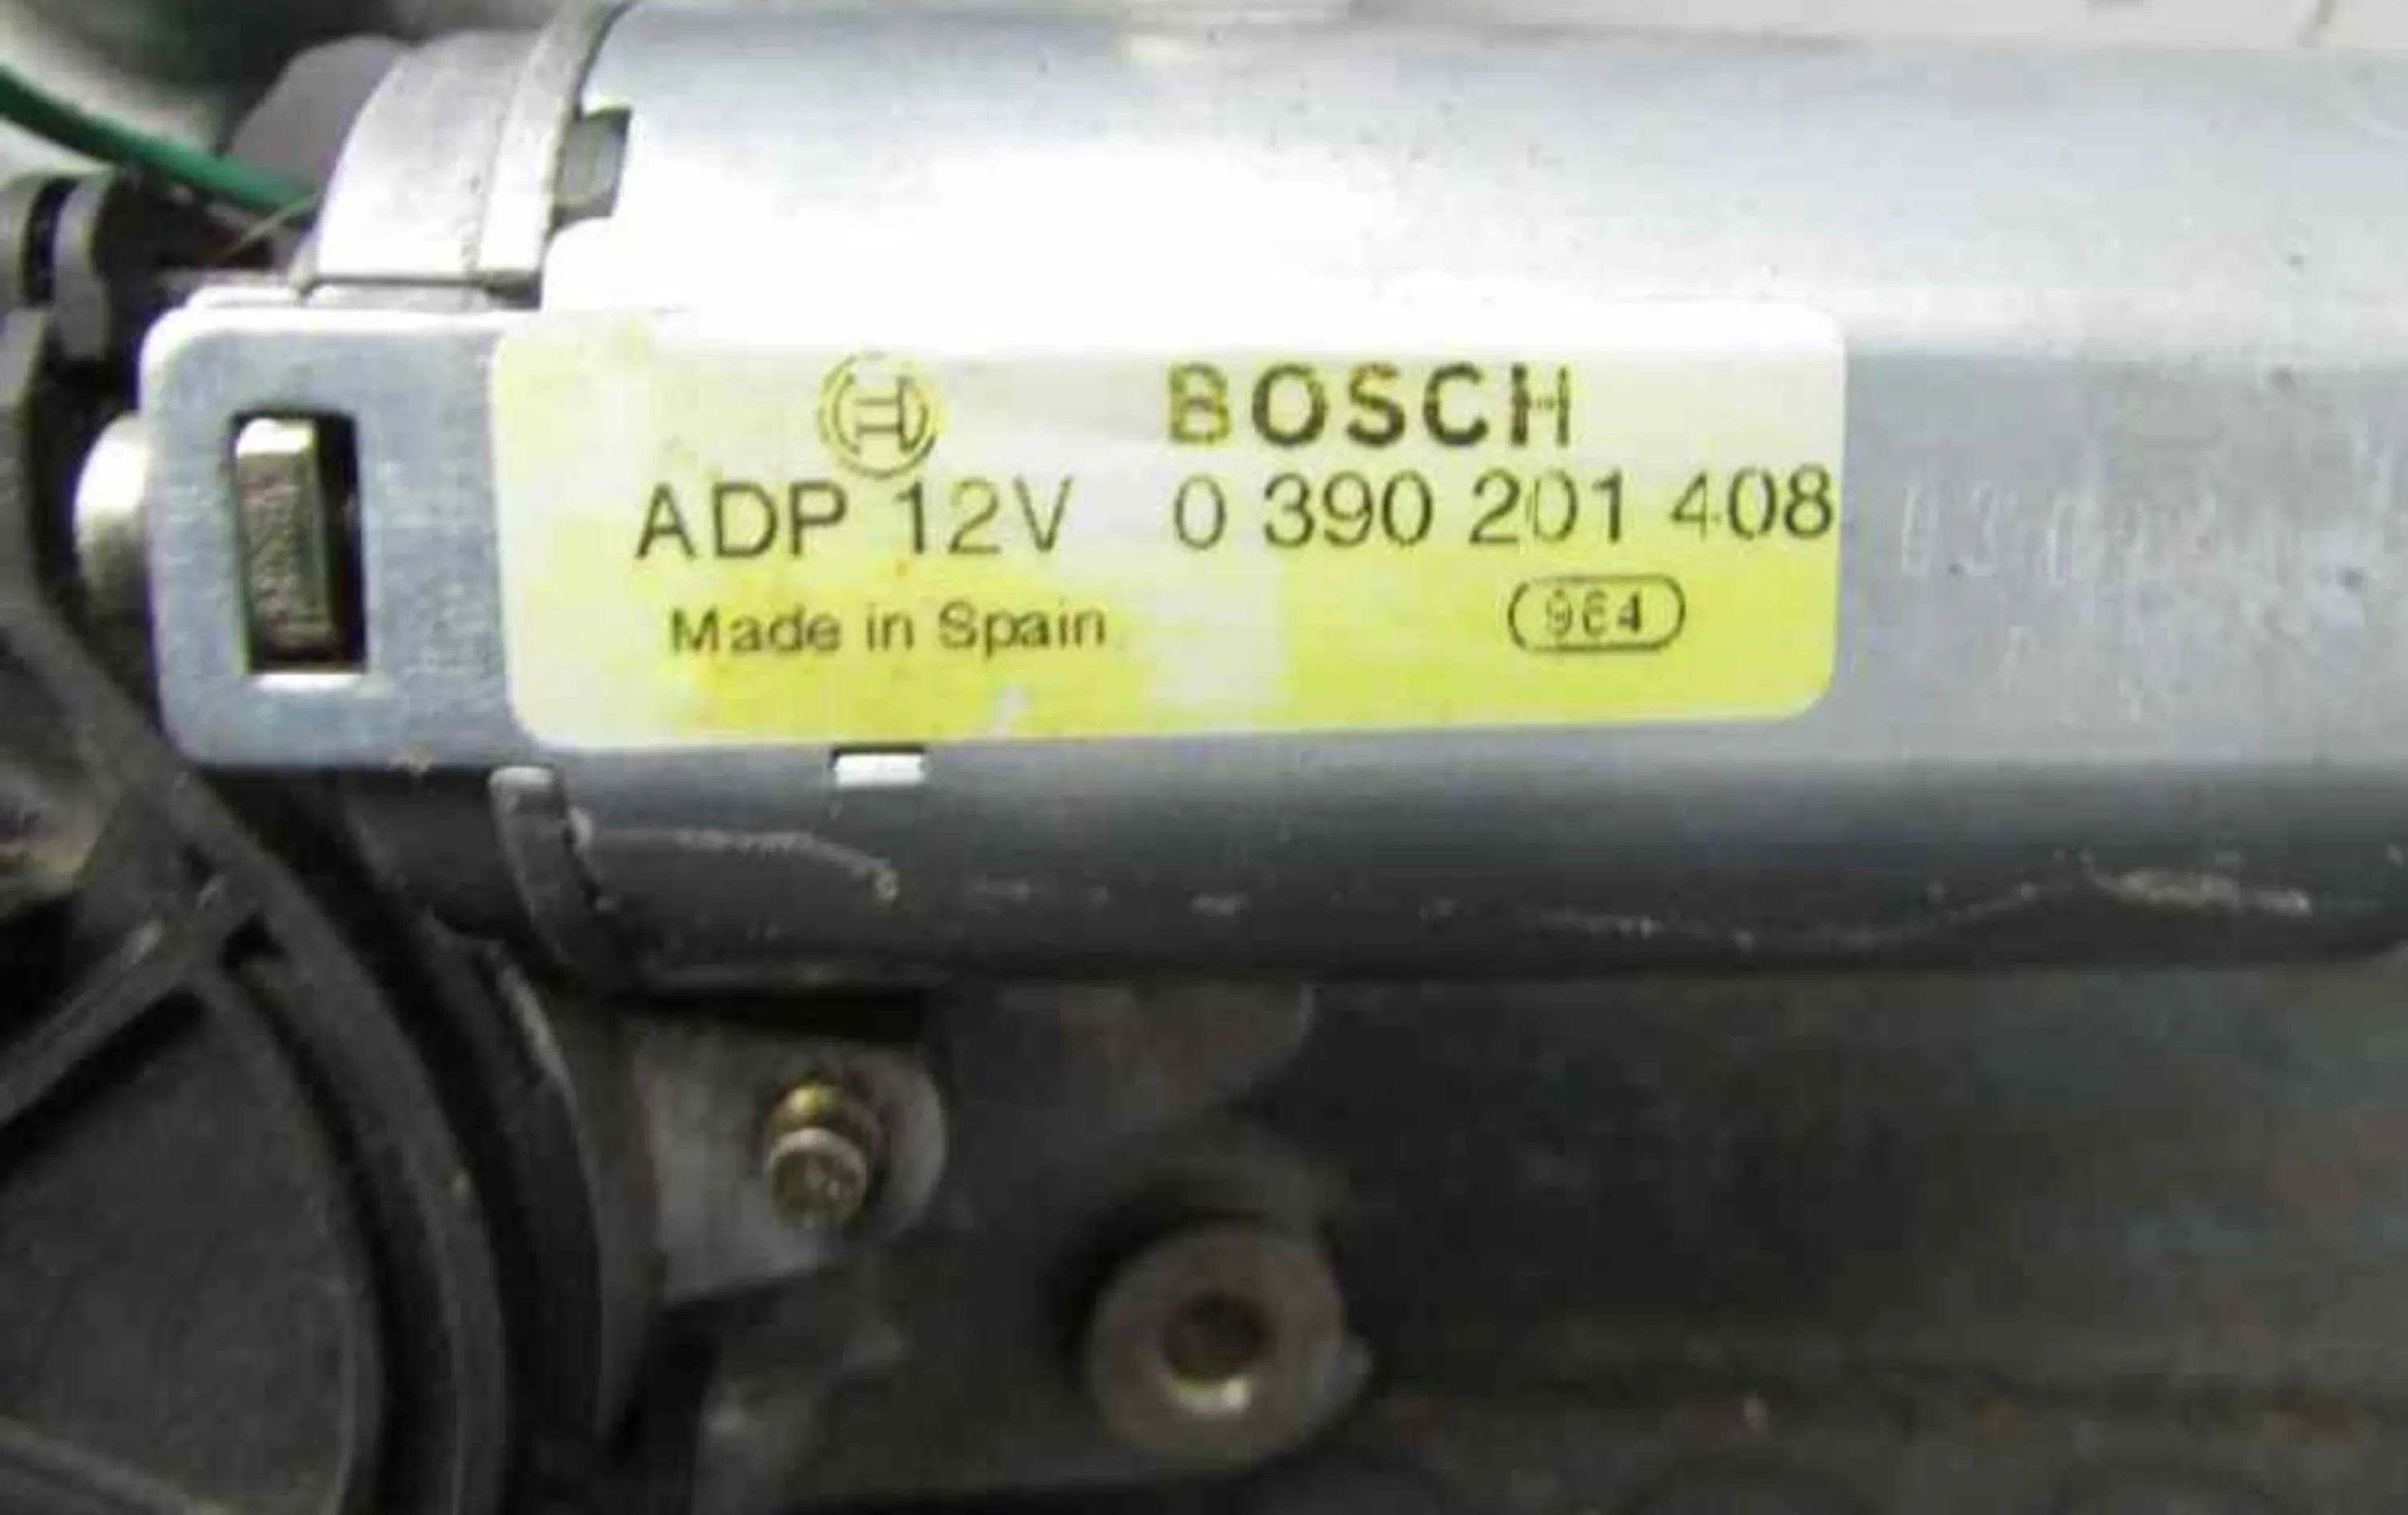 BOSCH
ADP 12V 0 390 201 408
Made in Spain 964